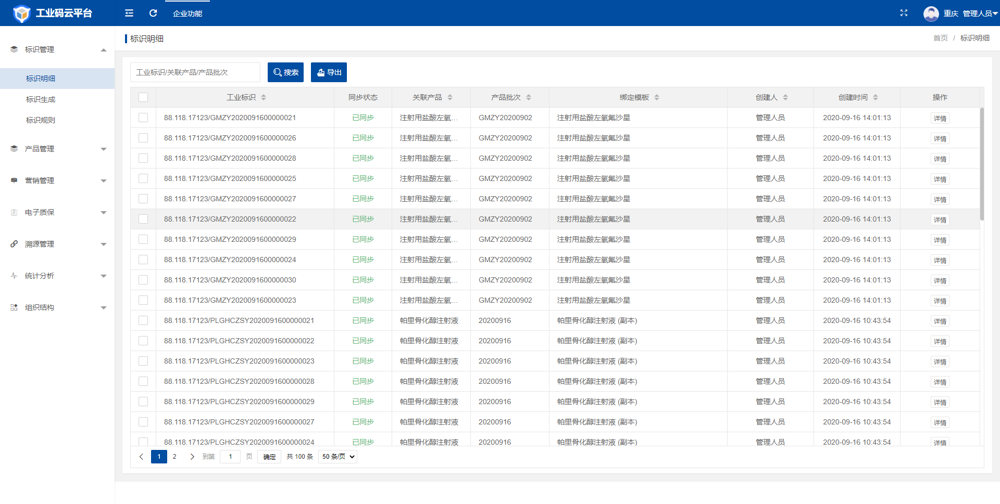 工业码云平台
企业功能
重庆 管理人员
标识管理
标识明细
标识生成
标识规则
产品管理
营销管理
电子质保
溯源管理
统计分析
组织结构
标识明细
首页 / 标识明细
工业标识/关联产品/产品批次 搜索 导出
工业标识 同步状态 关联产品 产品批次 绑定模板 创建人 创建时间 操作
88.118.17123/GMZY2020091600000021 已同步 注射用盐酸左氧... GMZY20200902 注射用盐酸左氧氟沙星 管理人员 2020-09-16 14:01:13 详情
88.118.17123/GMZY2020091600000026 已同步 注射用盐酸左氧... GMZY20200902 注射用盐酸左氧氟沙星 管理人员 2020-09-16 14:01:13 详情
88.118.17123/GMZY2020091600000028 已同步 注射用盐酸左氧... GMZY20200902 注射用盐酸左氧氟沙星 管理人员 2020-09-16 14:01:13 详情
88.118.17123/GMZY2020091600000025 已同步 注射用盐酸左氧... GMZY20200902 注射用盐酸左氧氟沙星 管理人员 2020-09-16 14:01:13 详情
88.118.17123/GMZY2020091600000027 已同步 注射用盐酸左氧... GMZY20200902 注射用盐酸左氧氟沙星 管理人员 2020-09-16 14:01:13 详情
88.118.17123/GMZY2020091600000022 已同步 注射用盐酸左氧... GMZY20200902 注射用盐酸左氧氟沙星 管理人员 2020-09-16 14:01:13 详情
88.118.17123/GMZY2020091600000029 已同步 注射用盐酸左氧... GMZY20200902 注射用盐酸左氧氟沙星 管理人员 2020-09-16 14:01:13 详情
88.118.17123/GMZY2020091600000024 已同步 注射用盐酸左氧... GMZY20200902 注射用盐酸左氧氟沙星 管理人员 2020-09-16 14:01:13 详情
88.118.17123/GMZY2020091600000030 已同步 注射用盐酸左氧... GMZY20200902 注射用盐酸左氧氟沙星 管理人员 2020-09-16 14:01:13 详情
88.118.17123/GMZY2020091600000023 已同步 注射用盐酸左氧... GMZY20200902 注射用盐酸左氧氟沙星 管理人员 2020-09-16 14:01:13 详情
88.118.17123/PLGHCZSY2020091600000021 已同步 帕里骨化醇注射液 20200916 帕里骨化醇注射液 (副本) 管理人员 2020-09-16 10:43:54 详情
88.118.17123/PLGHCZSY2020091600000022 已同步 帕里骨化醇注射液 20200916 帕里骨化醇注射液 (副本) 管理人员 2020-09-16 10:43:54 详情
88.118.17123/PLGHCZSY2020091600000023 已同步 帕里骨化醇注射液 20200916 帕里骨化醇注射液 (副本) 管理人员 2020-09-16 10:43:54 详情
88.118.17123/PLGHCZSY2020091600000028 已同步 帕里骨化醇注射液 20200916 帕里骨化醇注射液 (副本) 管理人员 2020-09-16 10:43:54 详情
88.118.17123/PLGHCZSY2020091600000029 已同步 帕里骨化醇注射液 20200916 帕里骨化醇注射液 (副本) 管理人员 2020-09-16 10:43:54 详情
88.118.17123/PLGHCZSY2020091600000027 已同步 帕里骨化醇注射液 20200916 帕里骨化醇注射液 (副本) 管理人员 2020-09-16 10:43:54 详情
88.118.17123/PLGHCZSY2020091600000024 已同步 帕里骨化醇注射液 20200916 帕里骨化醇注射液 (副本) 管理人员 2020-09-16 10:43:54 详情
1 2 到第 1 页 确定 共 100 条 50 条/页